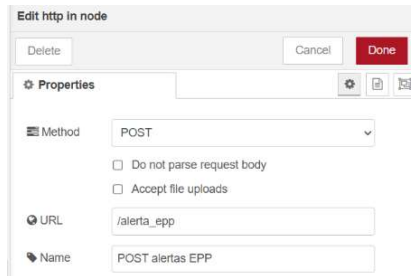 Edit http in node
Delete Cancel Done
Properties
Method POST
Do not parse request body
Accept file uploads
URL /alerta_epp
Name POST alertas EPP